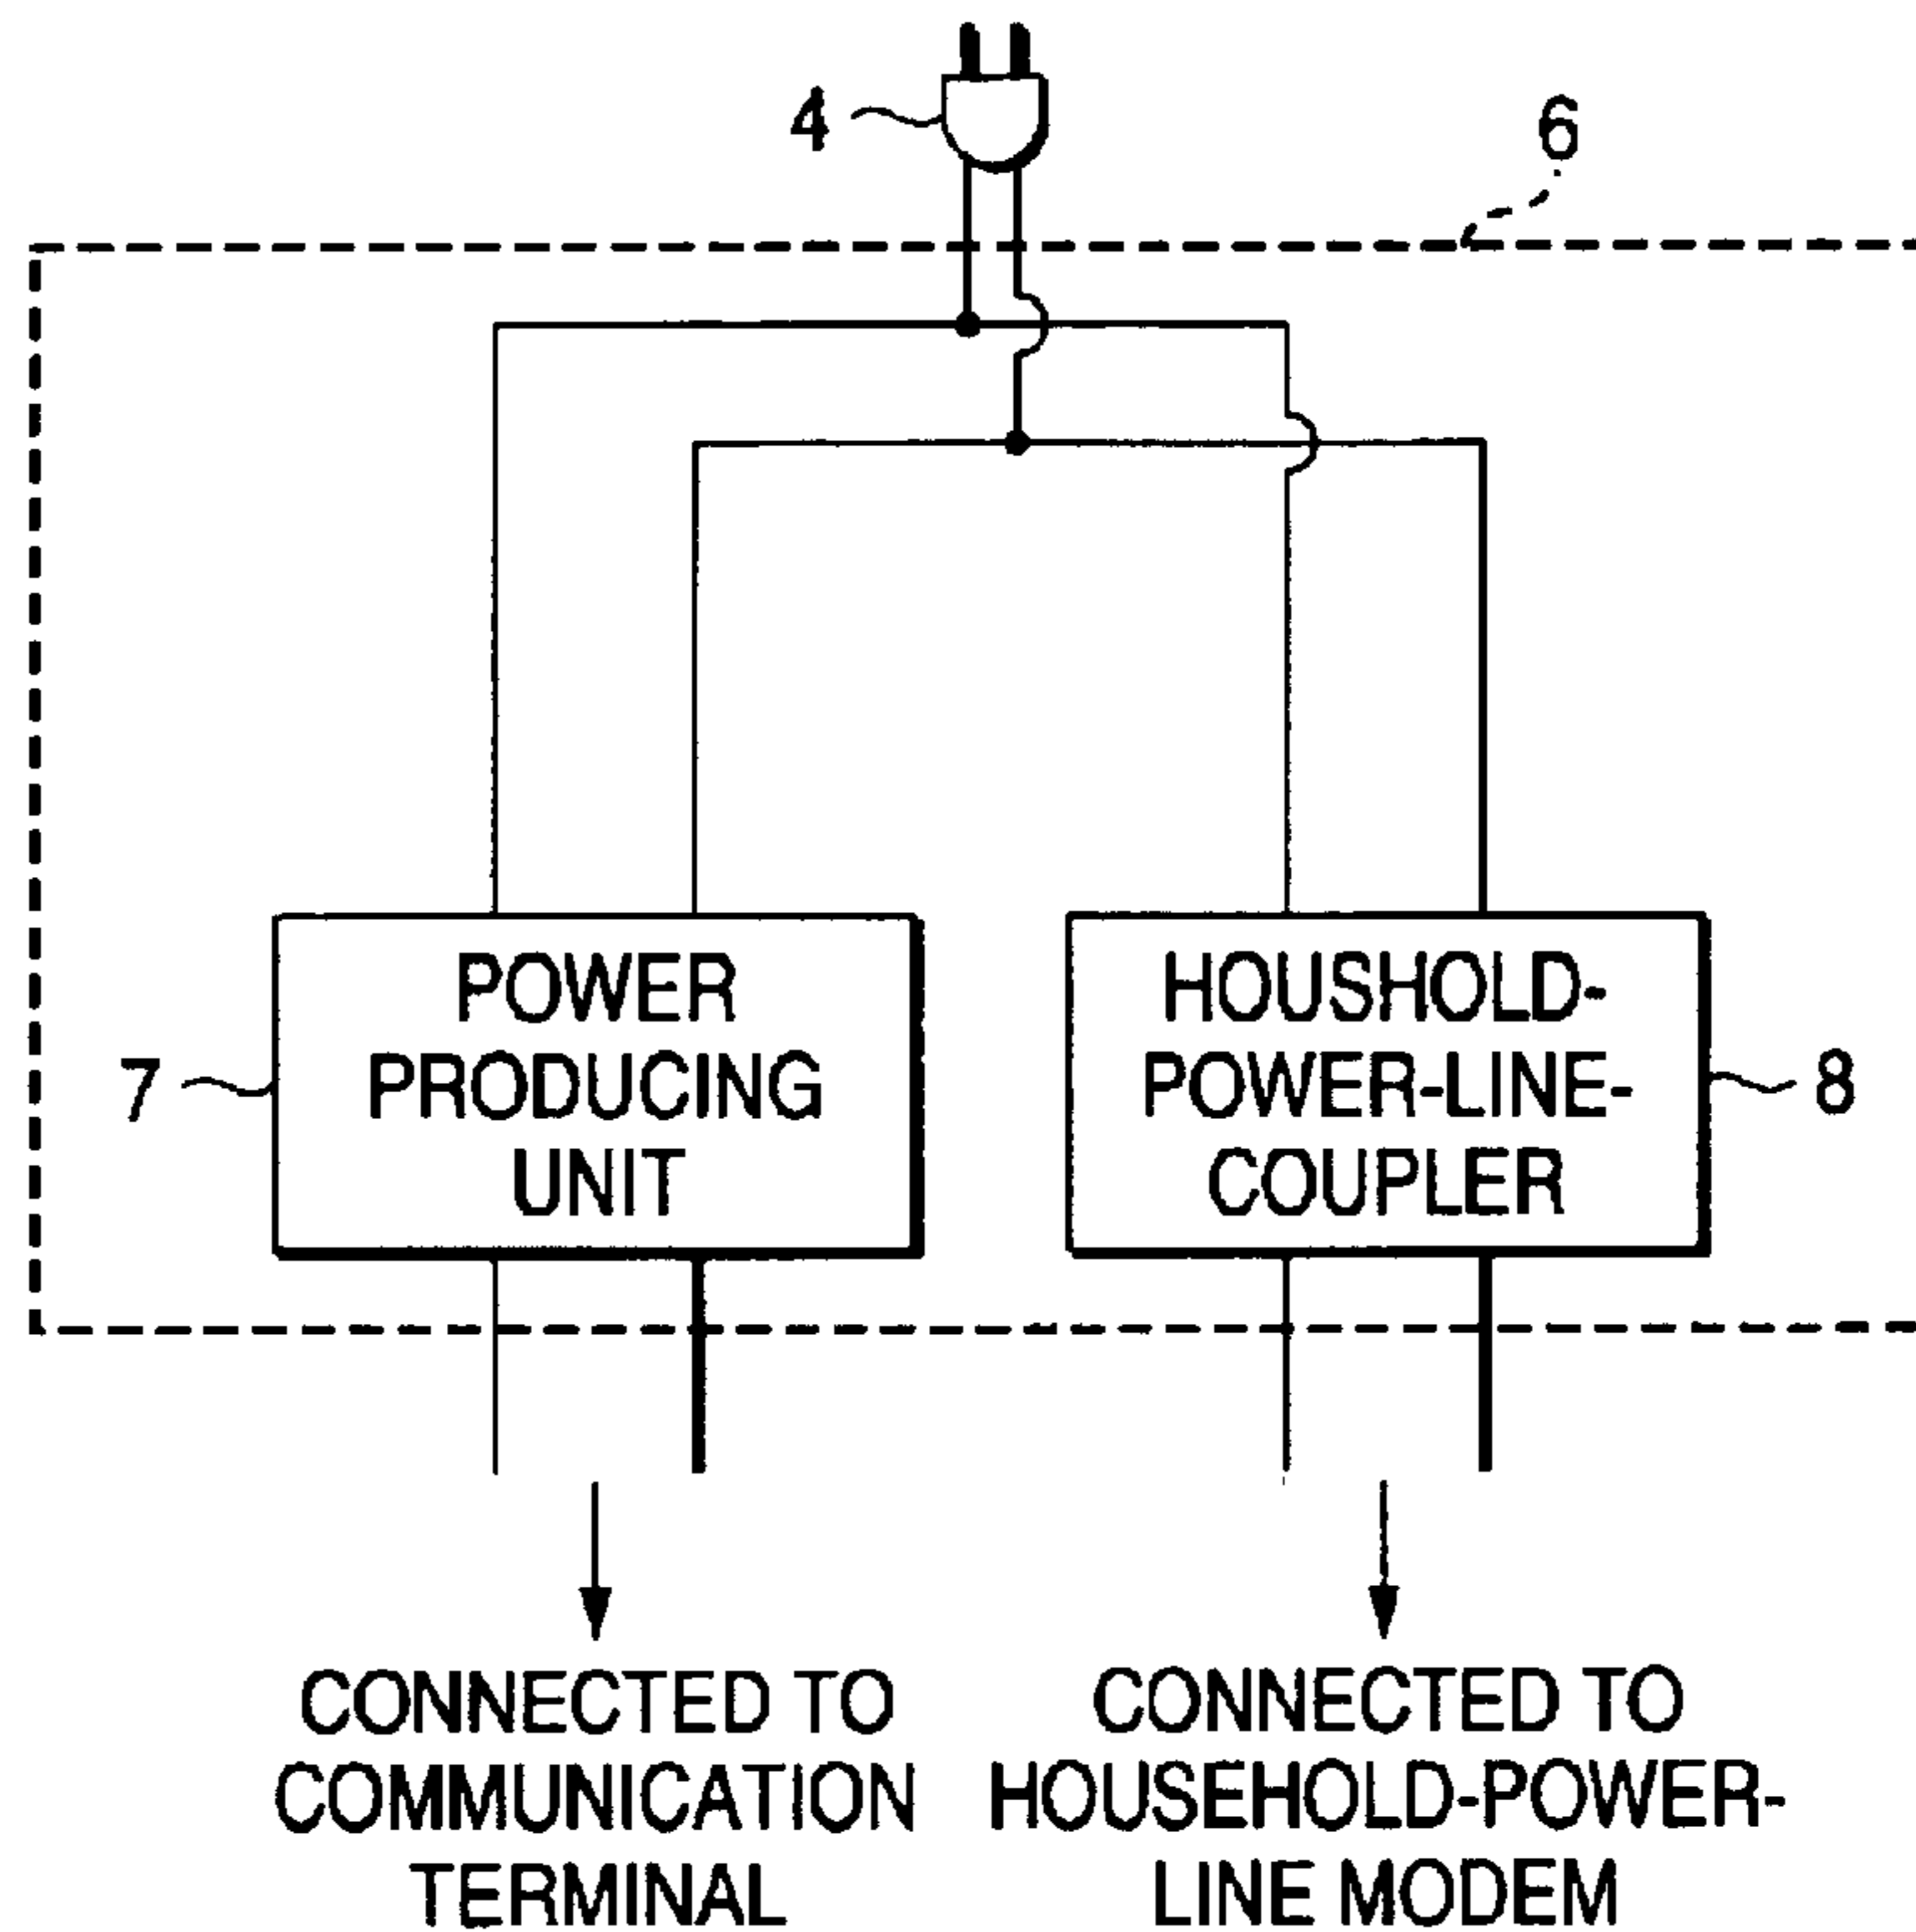 4
6
POWER
PRODUCING
UNIT
7
HOUSHOLD-
POWER-LINE-
COUPLER
8
CONNECTED TO
COMMUNICATION
TERMINAL
CONNECTED TO
HOUSEHOLD-POWER-
LINE MODEM